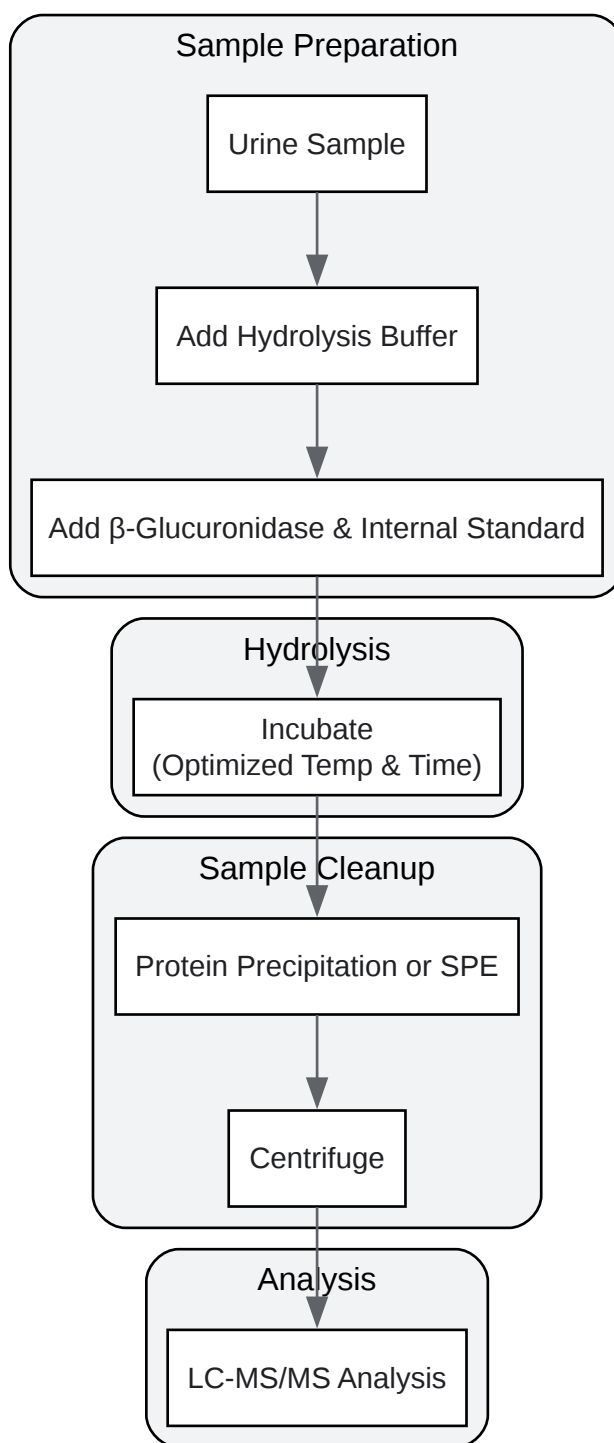 Sample Preparation
Urine Sample
Add Hydrolysis Buffer
Add β-Glucuronidase & Internal Standard
Hydrolysis
Incubate
(Optimized Temp & Time)
Sample Cleanup
Protein Precipitation or SPE
Centrifuge
Analysis
LC-MS/MS Analysis